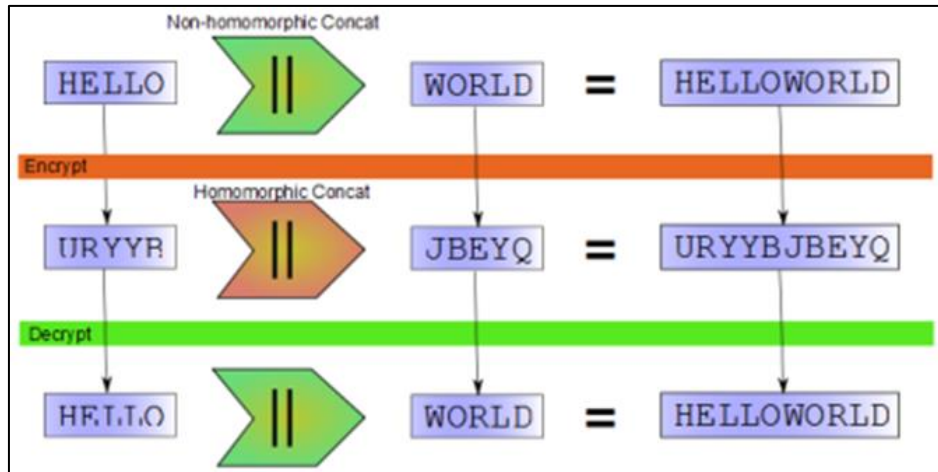 Non-homomorphic Concat
HELLO || WORLD = HELLOWORLD
Encrypt
Homomorphic Concat
URYYB || JBEYQ = URYYBJBEYQ
Decrypt
HELLO || WORLD = HELLOWORLD